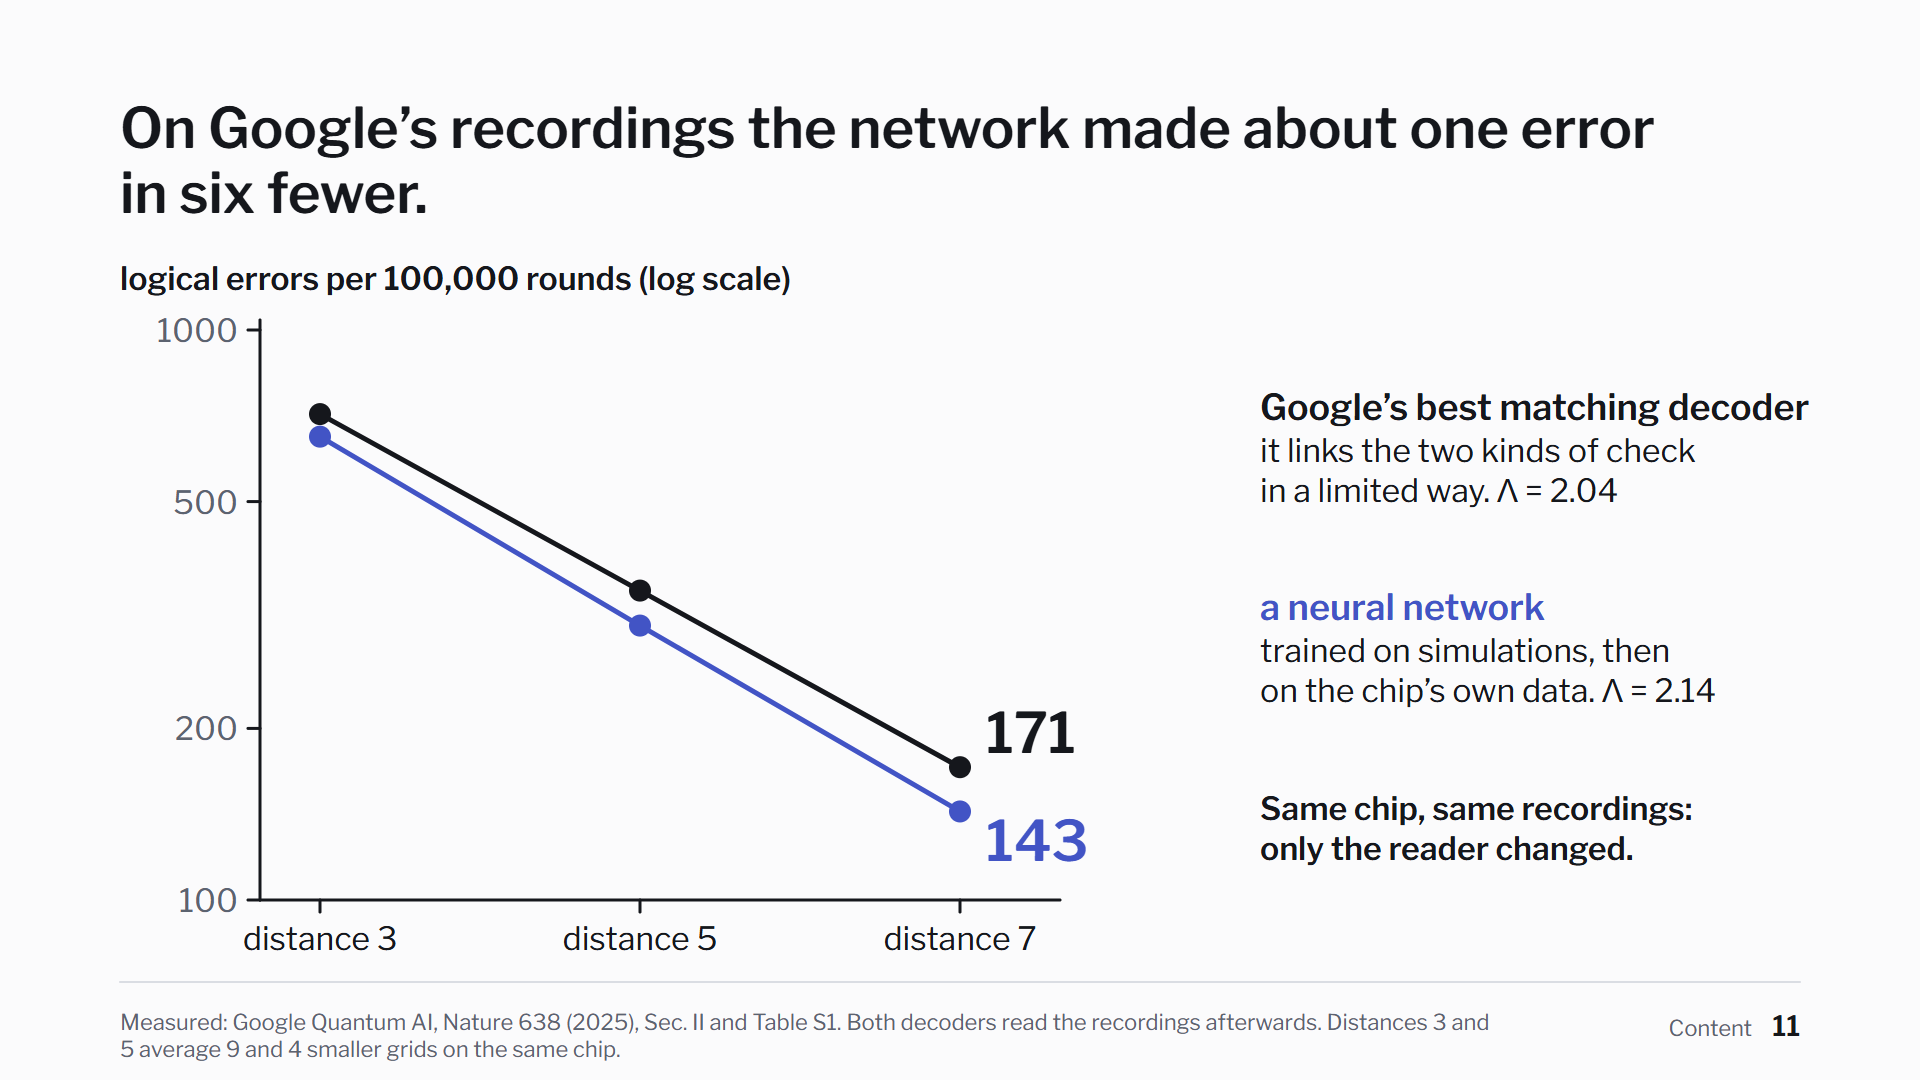 On Google’s recordings the network made about one error
in six fewer.
logical errors per 100,000 rounds (log scale)
1000
500
200
100
171
143
distance 3
distance 5
distance 7
Google’s best matching decoder
it links the two kinds of check
in a limited way. Λ = 2.04
a neural network
trained on simulations, then
on the chip’s own data. Λ = 2.14
Same chip, same recordings:
only the reader changed.
Measured: Google Quantum AI, Nature 638 (2025), Sec. II and Table S1. Both decoders read the recordings afterwards. Distances 3 and
5 average 9 and 4 smaller grids on the same chip.
Content 11